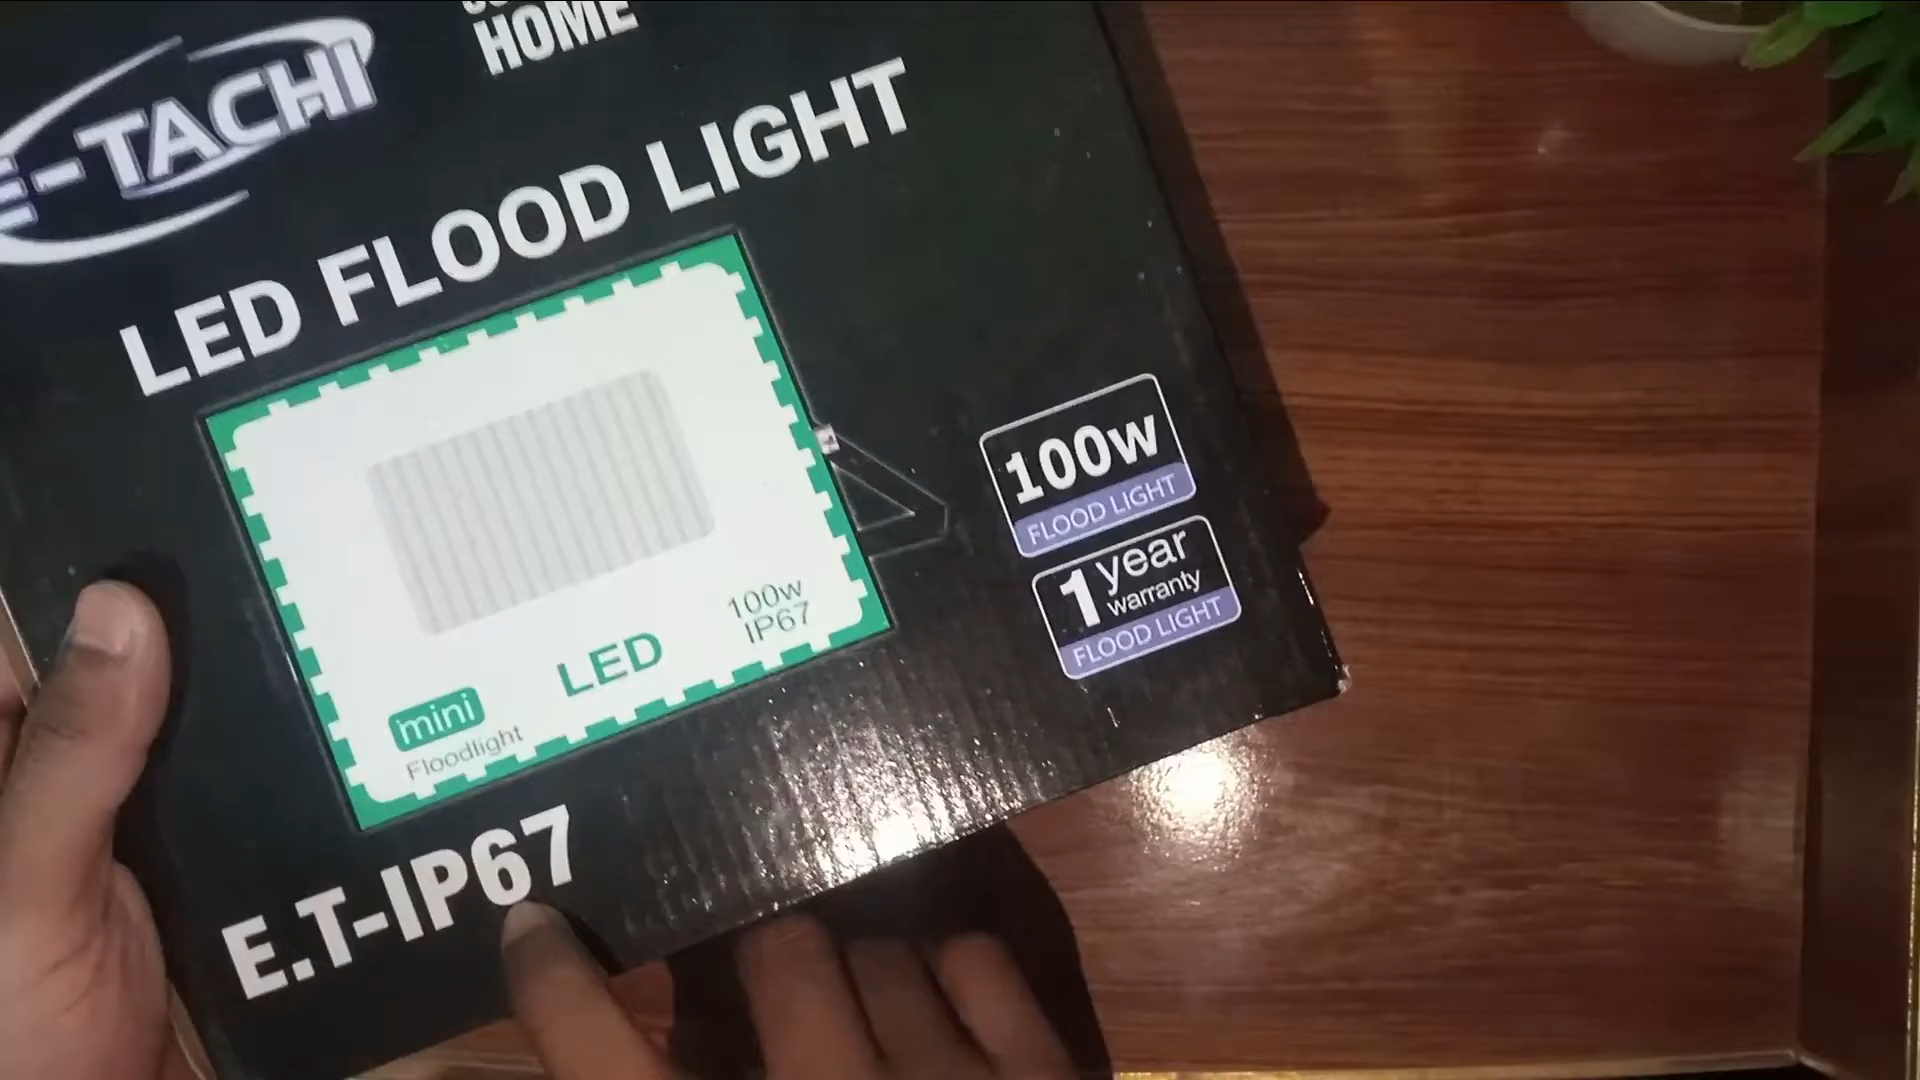 E-TACHI
HOME
LED FLOOD LIGHT
100w
FLOOD LIGHT
1 year
warranty
FLOOD LIGHT
100w
IP67
LED
mini
Floodlight
E.T-IP67